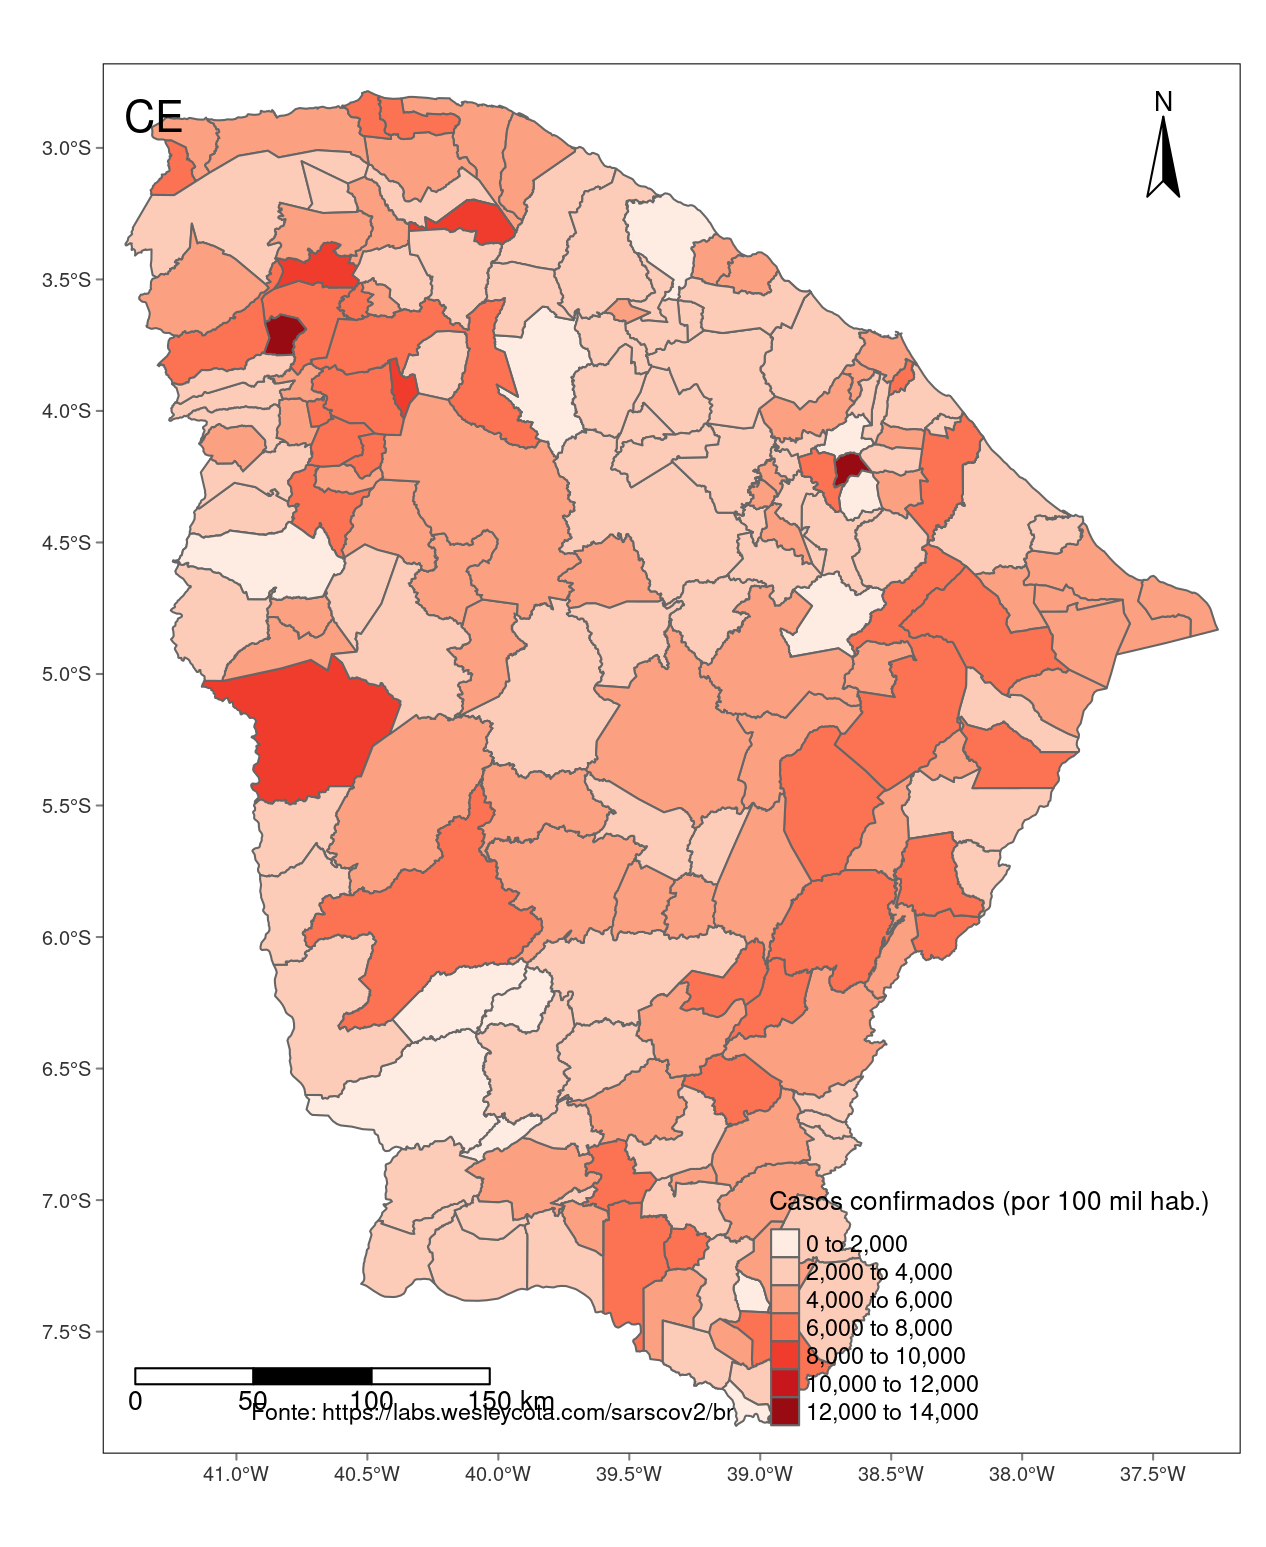 CE
N
3.0°S
3.5°S
4.0°S
4.5°S
5.0°S
5.5°S
6.0°S
6.5°S
7.0°S
7.5°S
Casos confirmados (por 100 mil hab.)
0 to 2,000
2,000 to 4,000
4,000 to 6,000
6,000 to 8,000
8,000 to 10,000
10,000 to 12,000
12,000 to 14,000
0 50 100 150 km
Fonte: https://labs.wesleycota.com/sarscov2/br
41.0°W 40.5°W 40.0°W 39.5°W 39.0°W 38.5°W 38.0°W 37.5°W